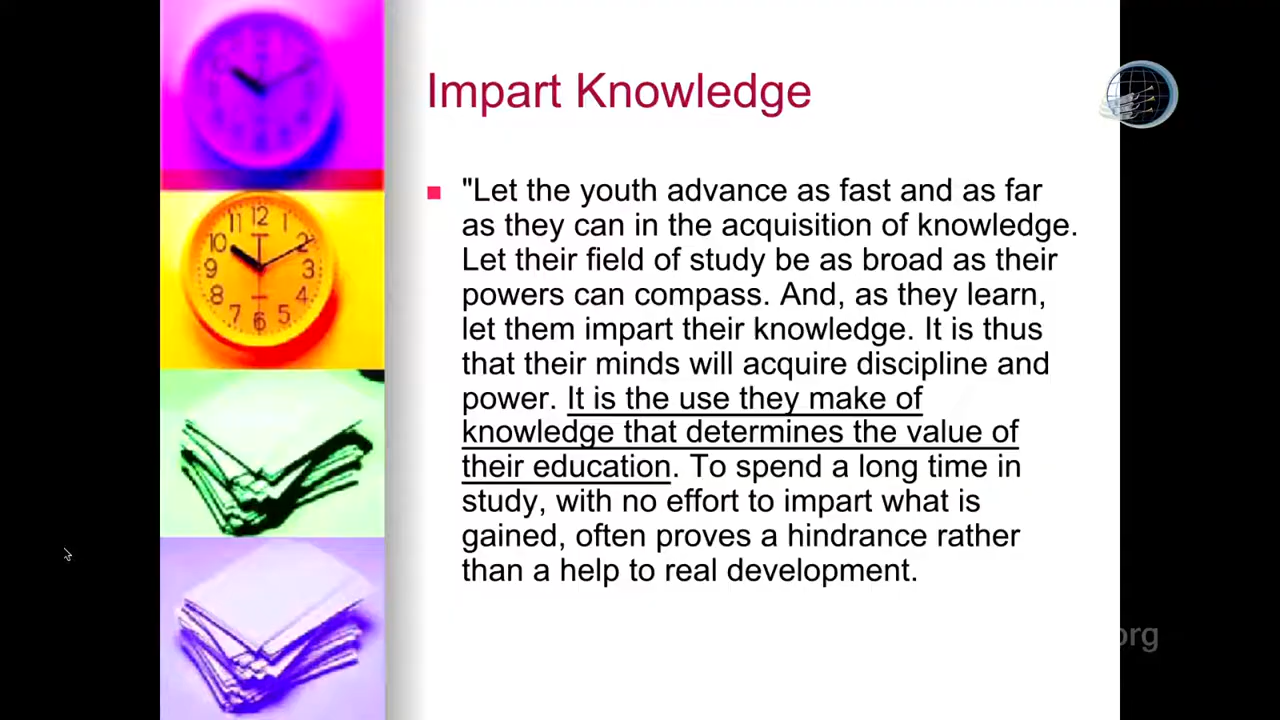 Impart Knowledge
"Let the youth advance as fast and as far
as they can in the acquisition of knowledge.
Let their field of study be as broad as their
powers can compass. And, as they learn,
let them impart their knowledge. It is thus
that their minds will acquire discipline and
power. It is the use they make of
knowledge that determines the value of
their education. To spend a long time in
study, with no effort to impart what is
gained, often proves a hindrance rather
than a help to real development.
org
11 12 1
10 2
9 3
8 4
7 6 5